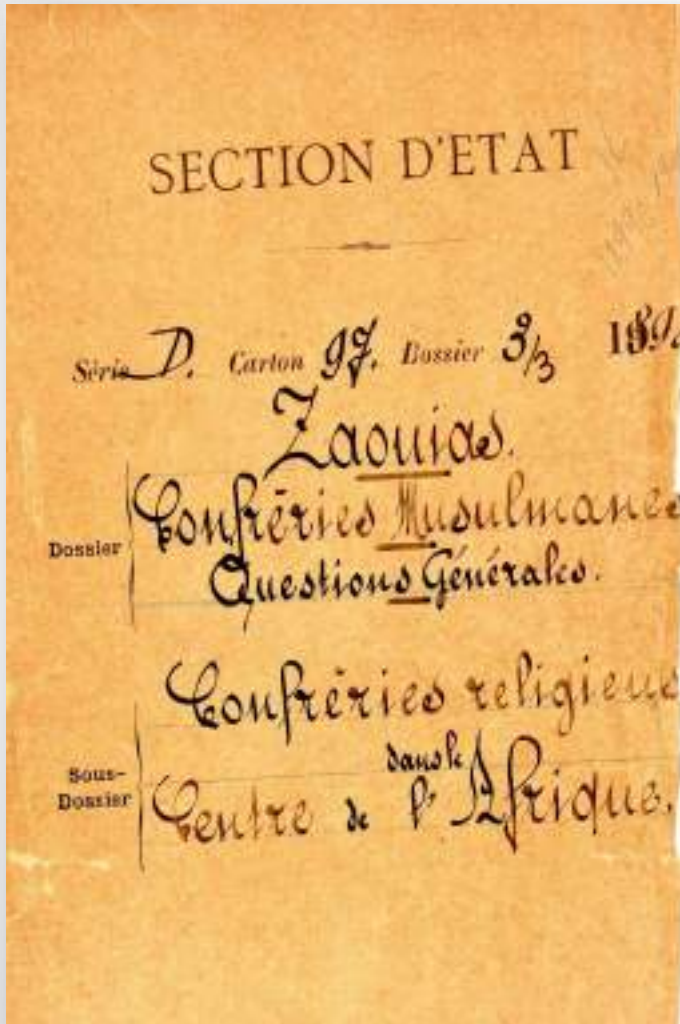 SECTION D'ETAT
Série D. Carton 97. Dossier 3/3
Zaouias.
Dossier
Confréries Musulmanes
Questions Générales.
Confréries religieus
dans le
Sous-
Dossier
Centre de l'Afrique.